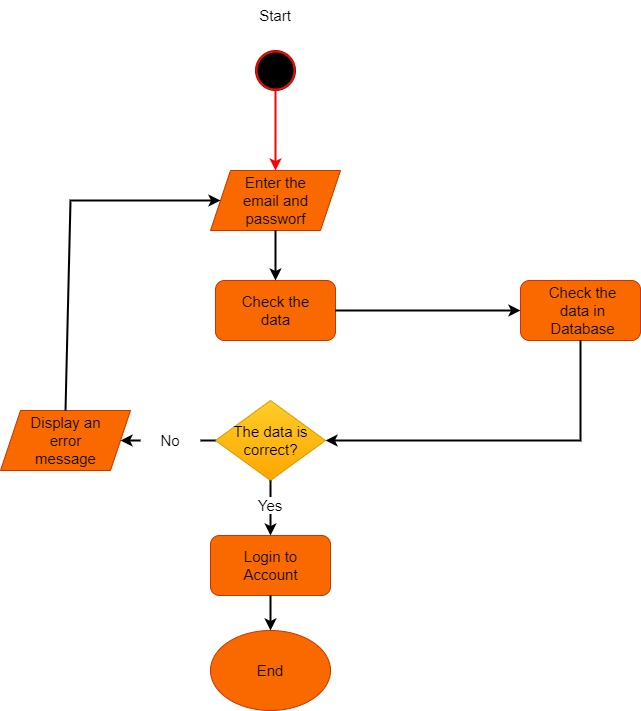 Start
Enter the
email and
passworf
Check the
data
Check the
data in
Database
The data is
correct?
No
Display an
error
message
Yes
Login to
Account
End